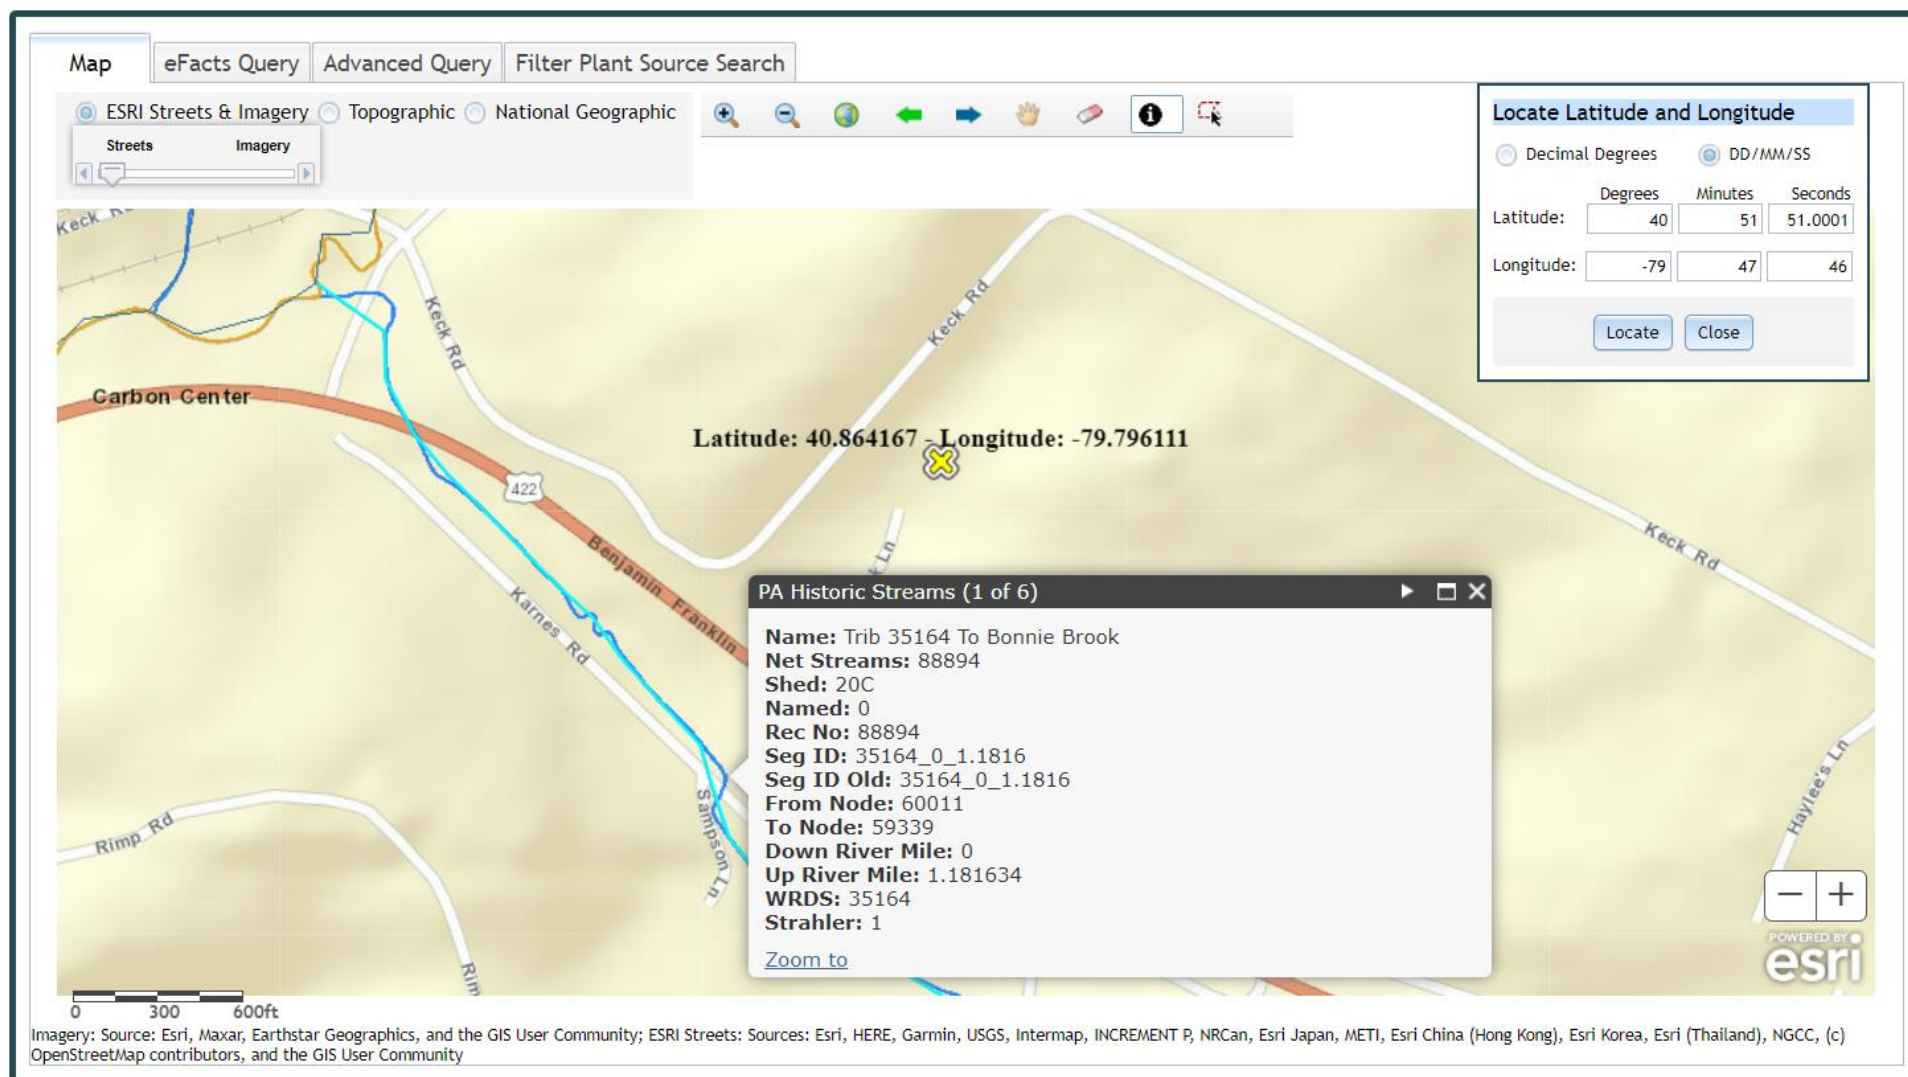 Map eFacts Query Advanced Query Filter Plant Source Search
ESRI Streets & Imagery Topographic National Geographic
Streets Imagery
Locate Latitude and Longitude
Decimal Degrees DD/MM/SS
Degrees Minutes Seconds
Latitude: 40 51 51.0001
Longitude: -79 47 46
Locate Close
Keck Rd
Keck Rd
Keck Rd
Carbon Center
Latitude: 40.864167 - Longitude: -79.796111
422
Keck Rd
Benjamin Franklin
Karnes Rd
k Ln
PA Historic Streams (1 of 6)
Name: Trib 35164 To Bonnie Brook
Net Streams: 88894
Shed: 20C
Named: 0
Rec No: 88894
Seg ID: 35164_0_1.1816
Seg ID Old: 35164_0_1.1816
From Node: 60011
To Node: 59339
Down River Mile: 0
Up River Mile: 1.181634
WRDS: 35164
Strahler: 1
Zoom to
Sampson Ln
Rimp Rd
Rim
Haylee's Ln
− +
POWERED BY
esri
0 300 600ft
Imagery: Source: Esri, Maxar, Earthstar Geographics, and the GIS User Community; ESRI Streets: Sources: Esri, HERE, Garmin, USGS, Intermap, INCREMENT P, NRCan, Esri Japan, METI, Esri China (Hong Kong), Esri Korea, Esri (Thailand), NGCC, (c)
OpenStreetMap contributors, and the GIS User Community